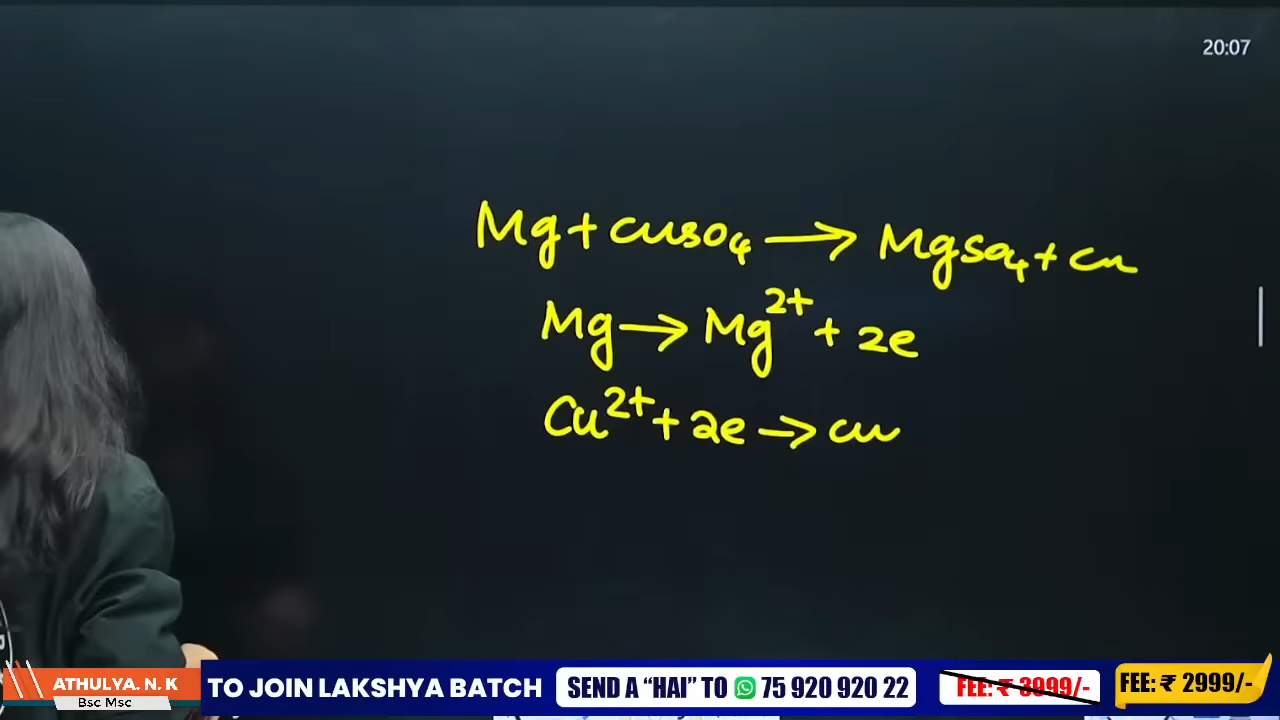 20:07
Mg + CuSO₄ → MgSO₄ + Cu
Mg → Mg²⁺ + 2e
Cu²⁺ + 2e → Cu
ATHULYA. N. K
Bsc Msc
TO JOIN LAKSHYA BATCH
SEND A “HAI” TO 75 920 920 22
FEE: ₹ 3999/-
FEE: ₹ 2999/-